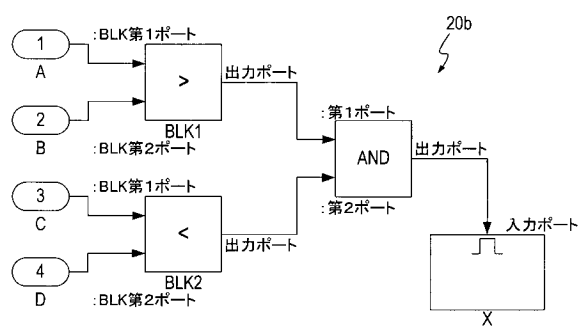 20b
1
:BLK第1ポート
A
>
出力ポート
2
B
BLK1
:BLK第2ポート
:第1ポート
AND
出力ポート
:第2ポート
3
:BLK第1ポート
C
<
出力ポート
4
D
BLK2
:BLK第2ポート
入力ポート
X